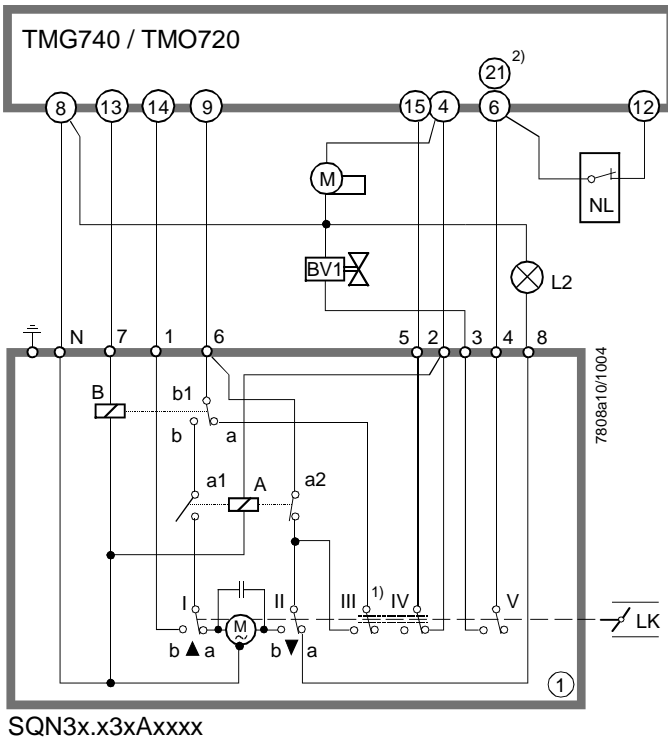 TMG740 / TMO720
21 2)
8 13 14 9 15 4 6 12
M
NL
BV1
L2
N 7 1 6 5 2 3 4 8
7808a10/1004
B b1
b a
a1 A a2
I II III 1) IV V
M
~
LK
b a b a
1
SQN3x.x3xAxxxx